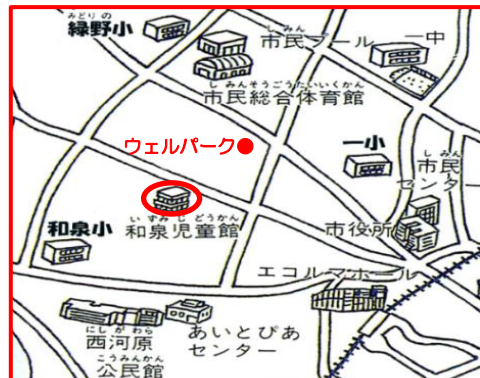 みどりの
緑野小
しみん
市民プール
一中
しみんそうごうたいいくかん
市民総合体育館
ウェルパーク
一小
しみん
市民
センター
いずみじどうかん
和泉児童館
和泉小
市役所
エコルマホール
にしがわら
西河原
こうみんかん
公民館
あいとぴあ
センター